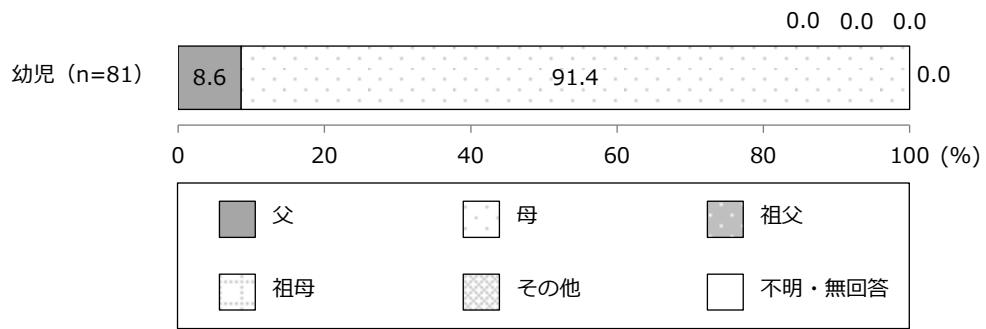 0.0 0.0 0.0
幼児（n=81） 8.6 91.4 0.0
0 20 40 60 80 100 (%)
父 母 祖父
祖母 その他 不明・無回答